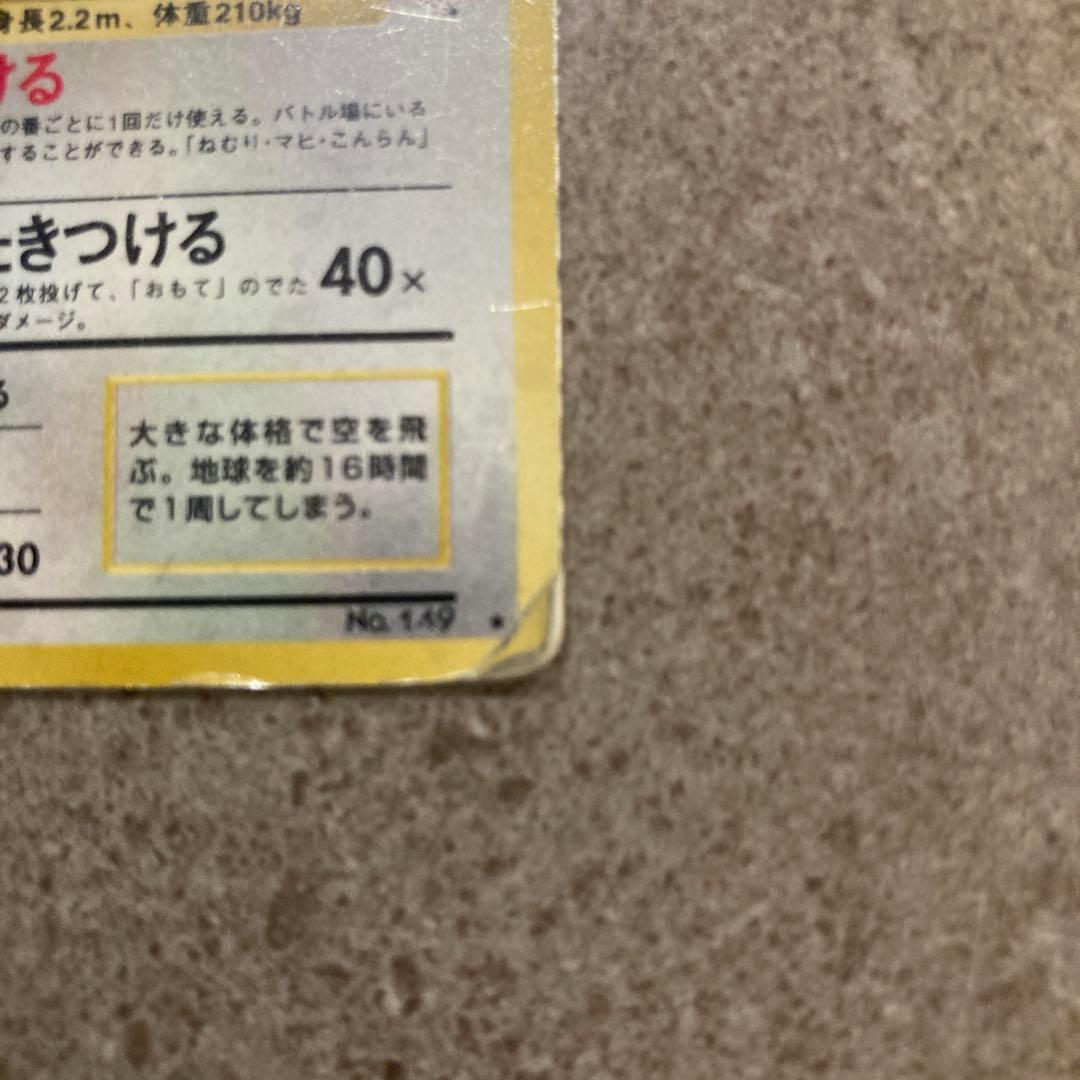 身長2.2m、体重210kg
ける
の番ごとに1回だけ使える。バトル場にいる
することができる。「ねむり・マヒ・こんらん」
たきつける
2枚投げて、「おもて」のでた 40×
ダメージ。
る
大きな体格で空を飛
ぶ。地球を約16時間
で1周してしまう。
30
No. 149 ★